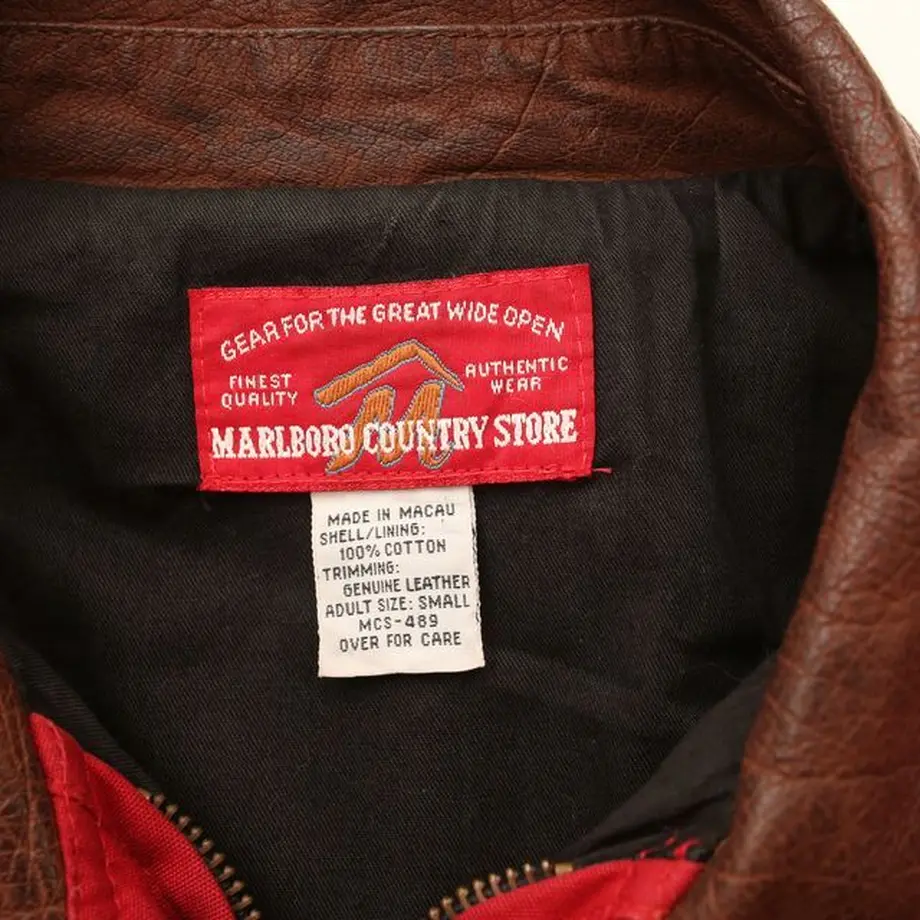 GEAR FOR THE GREAT WIDE OPEN
FINEST
QUALITY
AUTHENTIC
WEAR
M
MARLBORO COUNTRY STORE
MADE IN MACAU
SHELL/LINING:
100% COTTON
TRIMMING:
GENUINE LEATHER
ADULT SIZE: SMALL
MCS-489
OVER FOR CARE